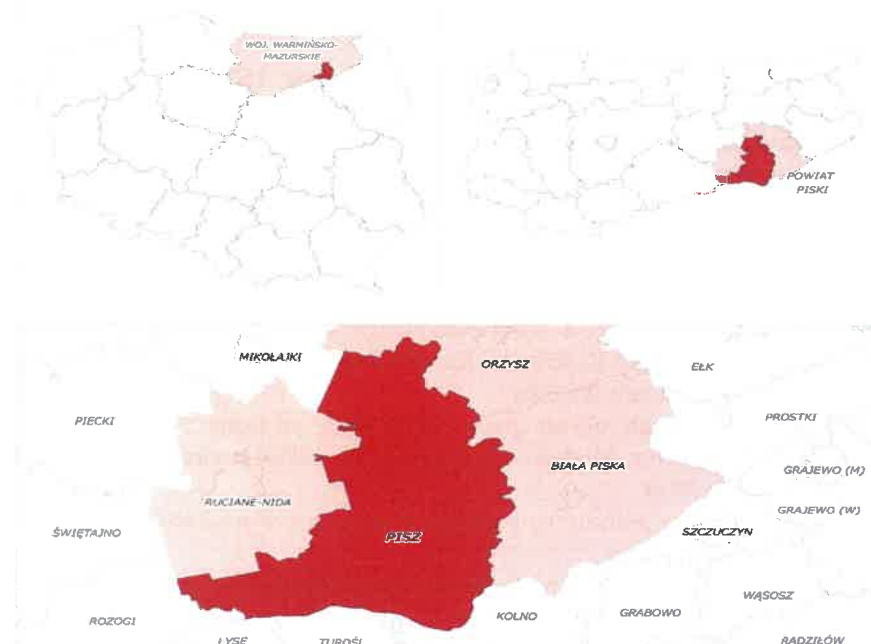 WOJ. WARMIŃSKO-
MAZURSKIE
POWIAT
PISKI
MIKOŁAJKI
ORZYSZ
EŁK
PIECKI
PROSTKI
BIAŁA PISKA
GRAJEWO (M)
RUCIANE-NIDA
GRAJEWO (W)
ŚWIĘTAJNO
PISZ
SZCZUCZYN
WĄSOSZ
ROZOGI
KOLNO
GRABOWO
ŁYSE
TUROŚL
RADZIŁÓW